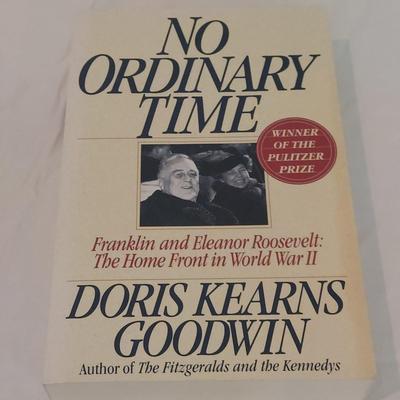 NO
ORDINARY
TIME
WINNER
OF THE
PULITZER
PRIZE
Franklin and Eleanor Roosevelt:
The Home Front in World War II
DORIS KEARNS
GOODWIN
Author of The Fitzgeralds and the Kennedys